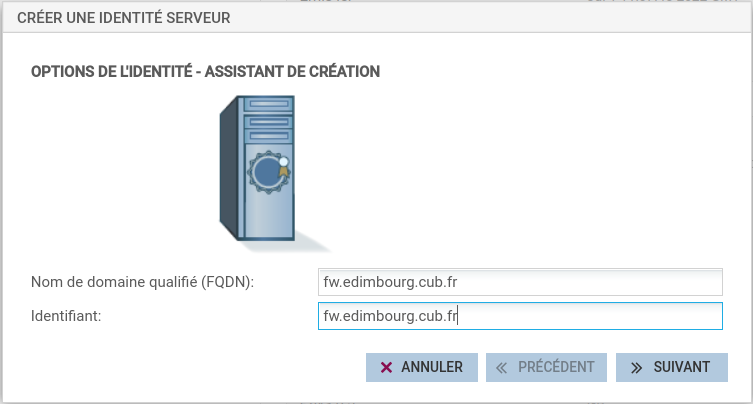 CRÉER UNE IDENTITÉ SERVEUR
OPTIONS DE L'IDENTITÉ - ASSISTANT DE CRÉATION
Nom de domaine qualifié (FQDN): fw.edimbourg.cub.fr
Identifiant: fw.edimbourg.cub.fr
ANNULER PRÉCÉDENT SUIVANT